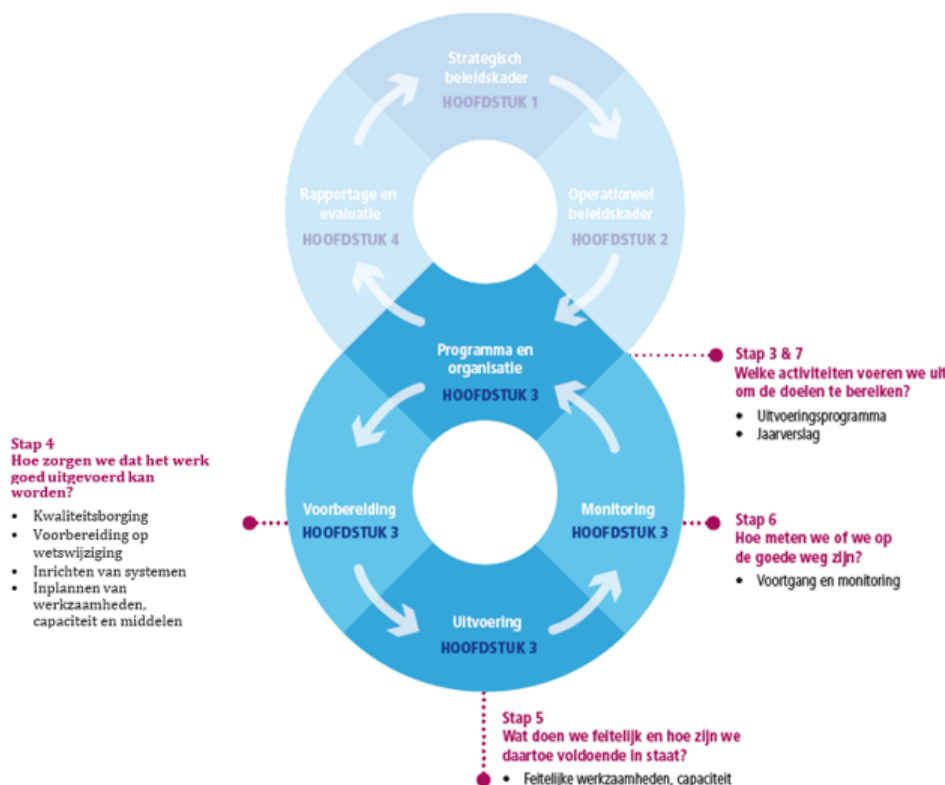 Strategisch
beleidskader
HOOFDSTUK 1
Rapportage en
evaluatie
HOOFDSTUK 4
Operationeel
beleidskader
HOOFDSTUK 2
Programma en
organisatie
HOOFDSTUK 3
Stap 3 & 7
Welke activiteiten voeren we uit
om de doelen te bereiken?
• Uitvoeringsprogramma
• Jaarverslag
Stap 4
Hoe zorgen we dat het werk
goed uitgevoerd kan
worden?
• Kwaliteitsborging
• Voorbereiding op
wetswijziging
• Inrichten van systemen
• Inplannen van
werkzaamheden,
capaciteit en middelen
Voorbereiding
HOOFDSTUK 3
Monitoring
HOOFDSTUK 3
Stap 6
Hoe meten we of we op
de goede weg zijn?
• Voortgang en monitoring
Uitvoering
HOOFDSTUK 3
Stap 5
Wat doen we feitelijk en hoe zijn we
daartoe voldoende in staat?
• Feitelijke werkzaamheden, capaciteit